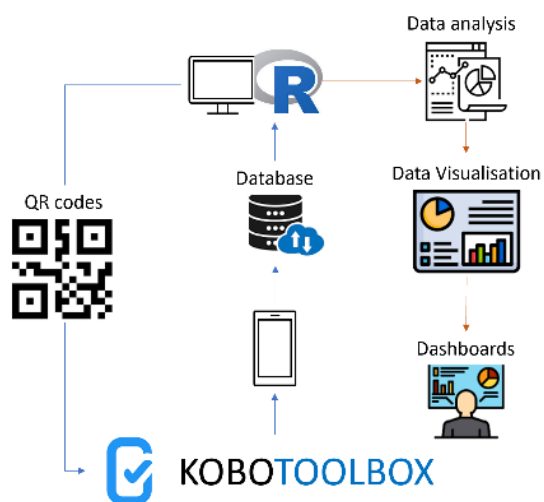 Data analysis
R
Database
Data Visualisation
QR codes
Dashboards
KOBOTOOLBOX